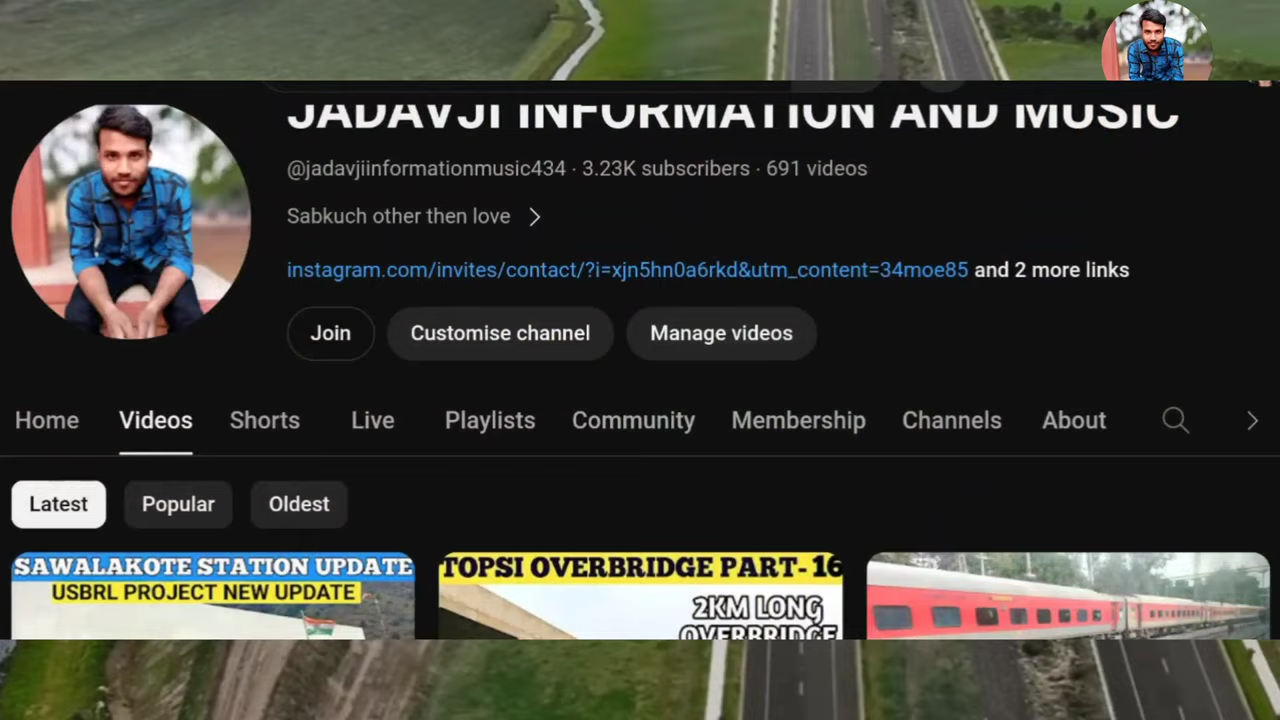 JADAVJI INFORMATION AND MUSIC
@jadavjiinformationmusic434 · 3.23K subscribers · 691 videos
Sabkuch other then love
instagram.com/invites/contact/?i=xjn5hn0a6rkd&utm_content=34moe85 and 2 more links
Join Customise channel Manage videos
Home Videos Shorts Live Playlists Community Membership Channels About
Latest Popular Oldest
SAWALAKOTE STATION UPDATE
USBRL PROJECT NEW UPDATE
TOPSI OVERBRIDGE PART-16
2KM LONG
OVERBRIDGE